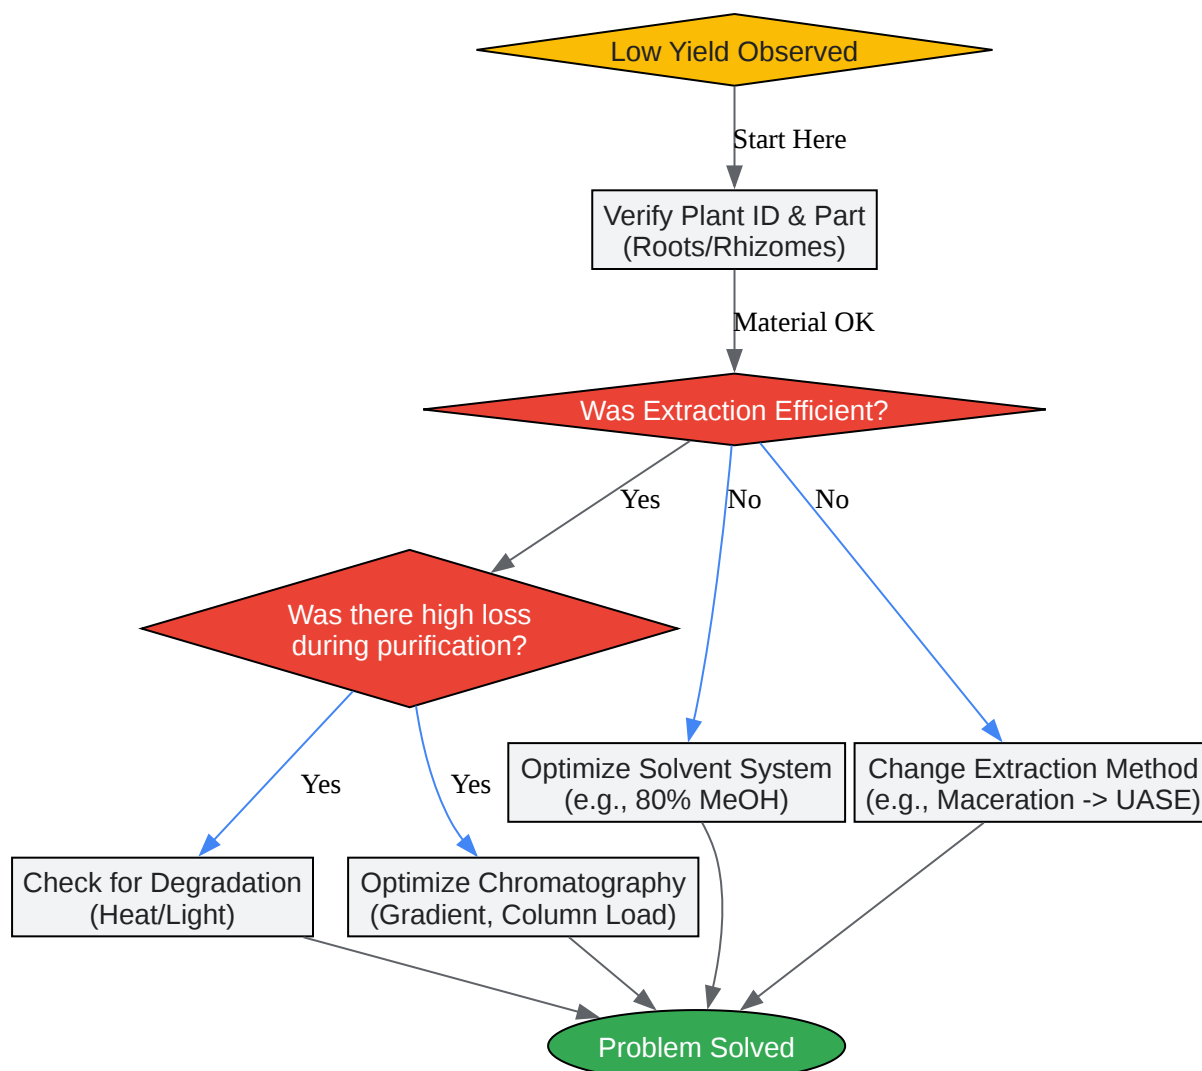 Low Yield Observed
Start Here
Verify Plant ID & Part
(Roots/Rhizomes)
Material OK
Was Extraction Efficient?
Yes
No
No
Was there high loss
during purification?
Optimize Solvent System
(e.g., 80% MeOH)
Change Extraction Method
(e.g., Maceration -> UASE)
Yes
Yes
Check for Degradation
(Heat/Light)
Optimize Chromatography
(Gradient, Column Load)
Problem Solved